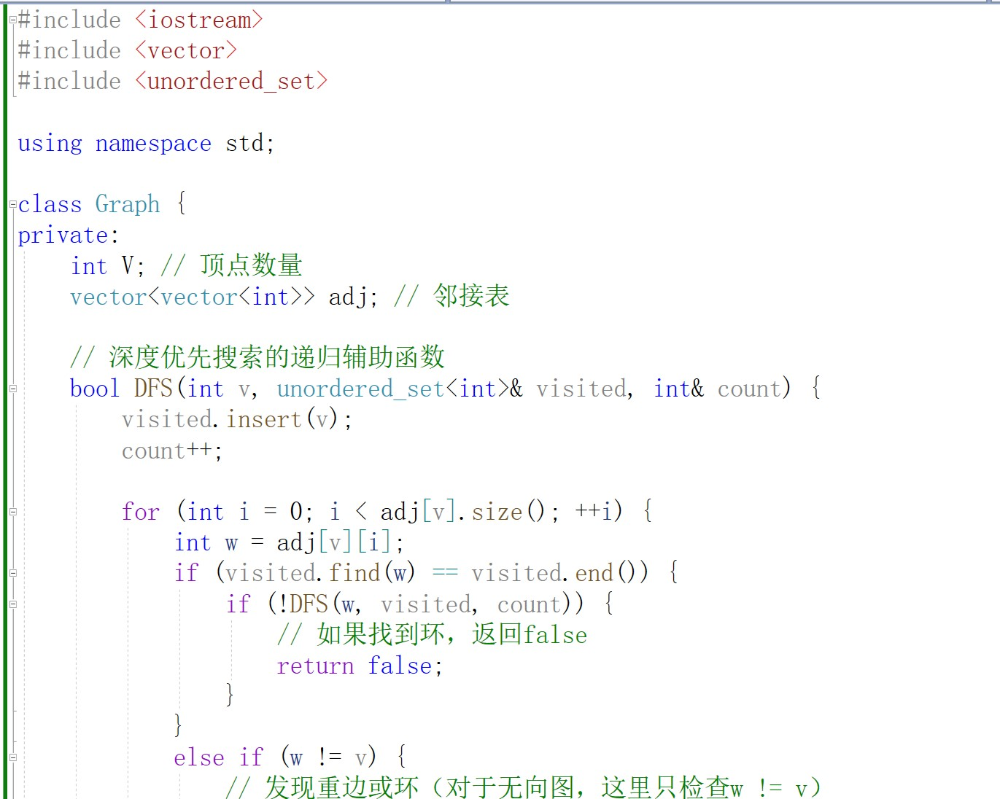 #include <iostream>
#include <vector>
#include <unordered_set>
using namespace std;
class Graph {
private:
int V; // 顶点数量
vector<vector<int>> adj; // 邻接表
// 深度优先搜索的递归辅助函数
bool DFS(int v, unordered_set<int>& visited, int& count) {
visited.insert(v);
count++;
for (int i = 0; i < adj[v].size(); ++i) {
int w = adj[v][i];
if (visited.find(w) == visited.end()) {
if (!DFS(w, visited, count)) {
// 如果找到环，返回false
return false;
}
}
else if (w != v) {
// 发现重边或环（对于无向图，这里只检查w != v）